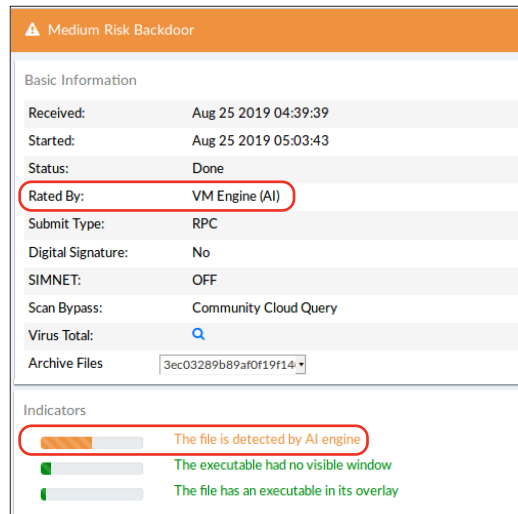 Medium Risk Backdoor
Basic Information
Received: Aug 25 2019 04:39:39
Started: Aug 25 2019 05:03:43
Status: Done
Rated By: VM Engine (AI)
Submit Type: RPC
Digital Signature: No
SIMNET: OFF
Scan Bypass: Community Cloud Query
Virus Total:
Archive Files 3ec03289b89af0f19f14
Indicators
The file is detected by AI engine
The executable had no visible window
The file has an executable in its overlay